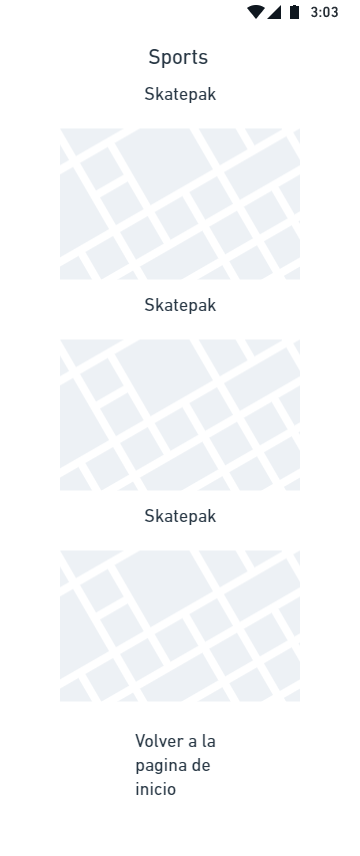 3:03
Sports
Skatepak
Skatepak
Skatepak
Volver a la
pagina de
inicio